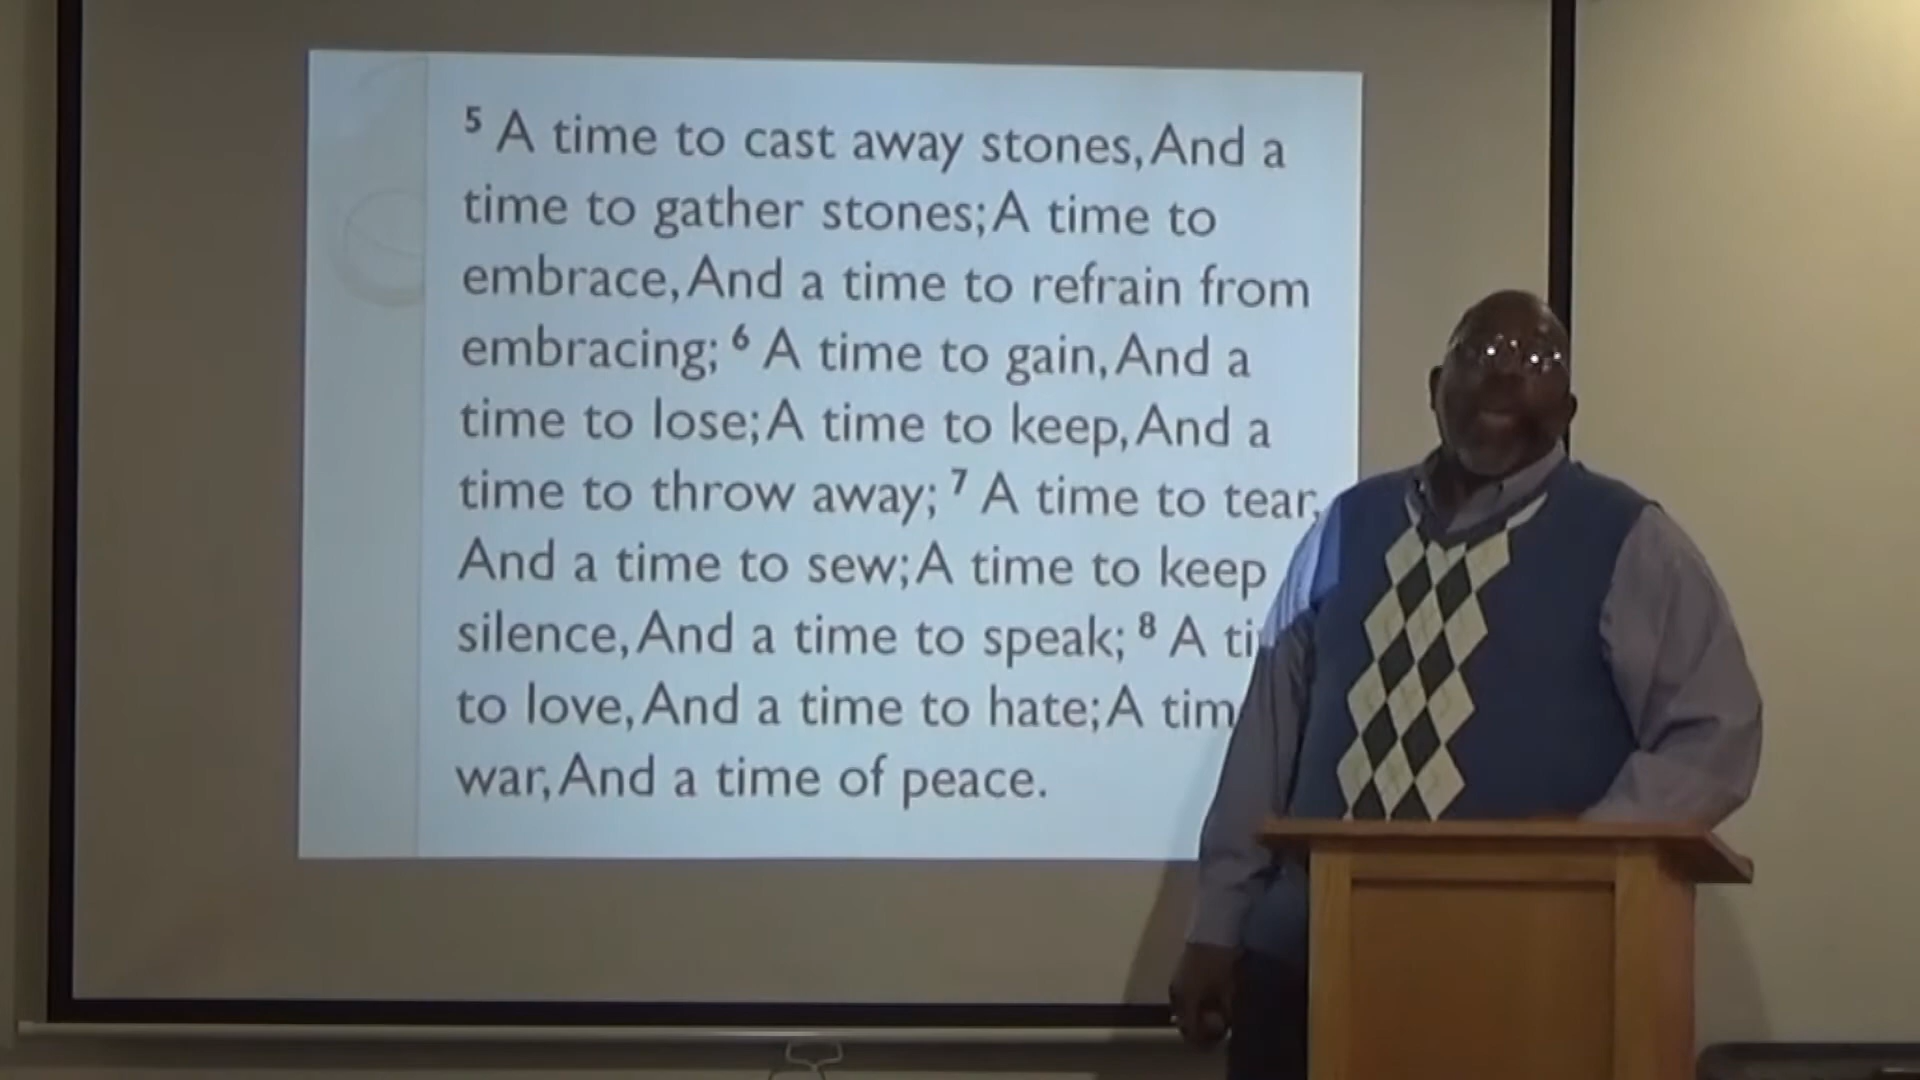 5 A time to cast away stones, And a
time to gather stones; A time to
embrace, And a time to refrain from
embracing; 6 A time to gain, And a
time to lose; A time to keep, And a
time to throw away; 7 A time to tear,
And a time to sew; A time to keep
silence, And a time to speak; 8 A
to love, And a time to hate; A
war, And a time of peace.